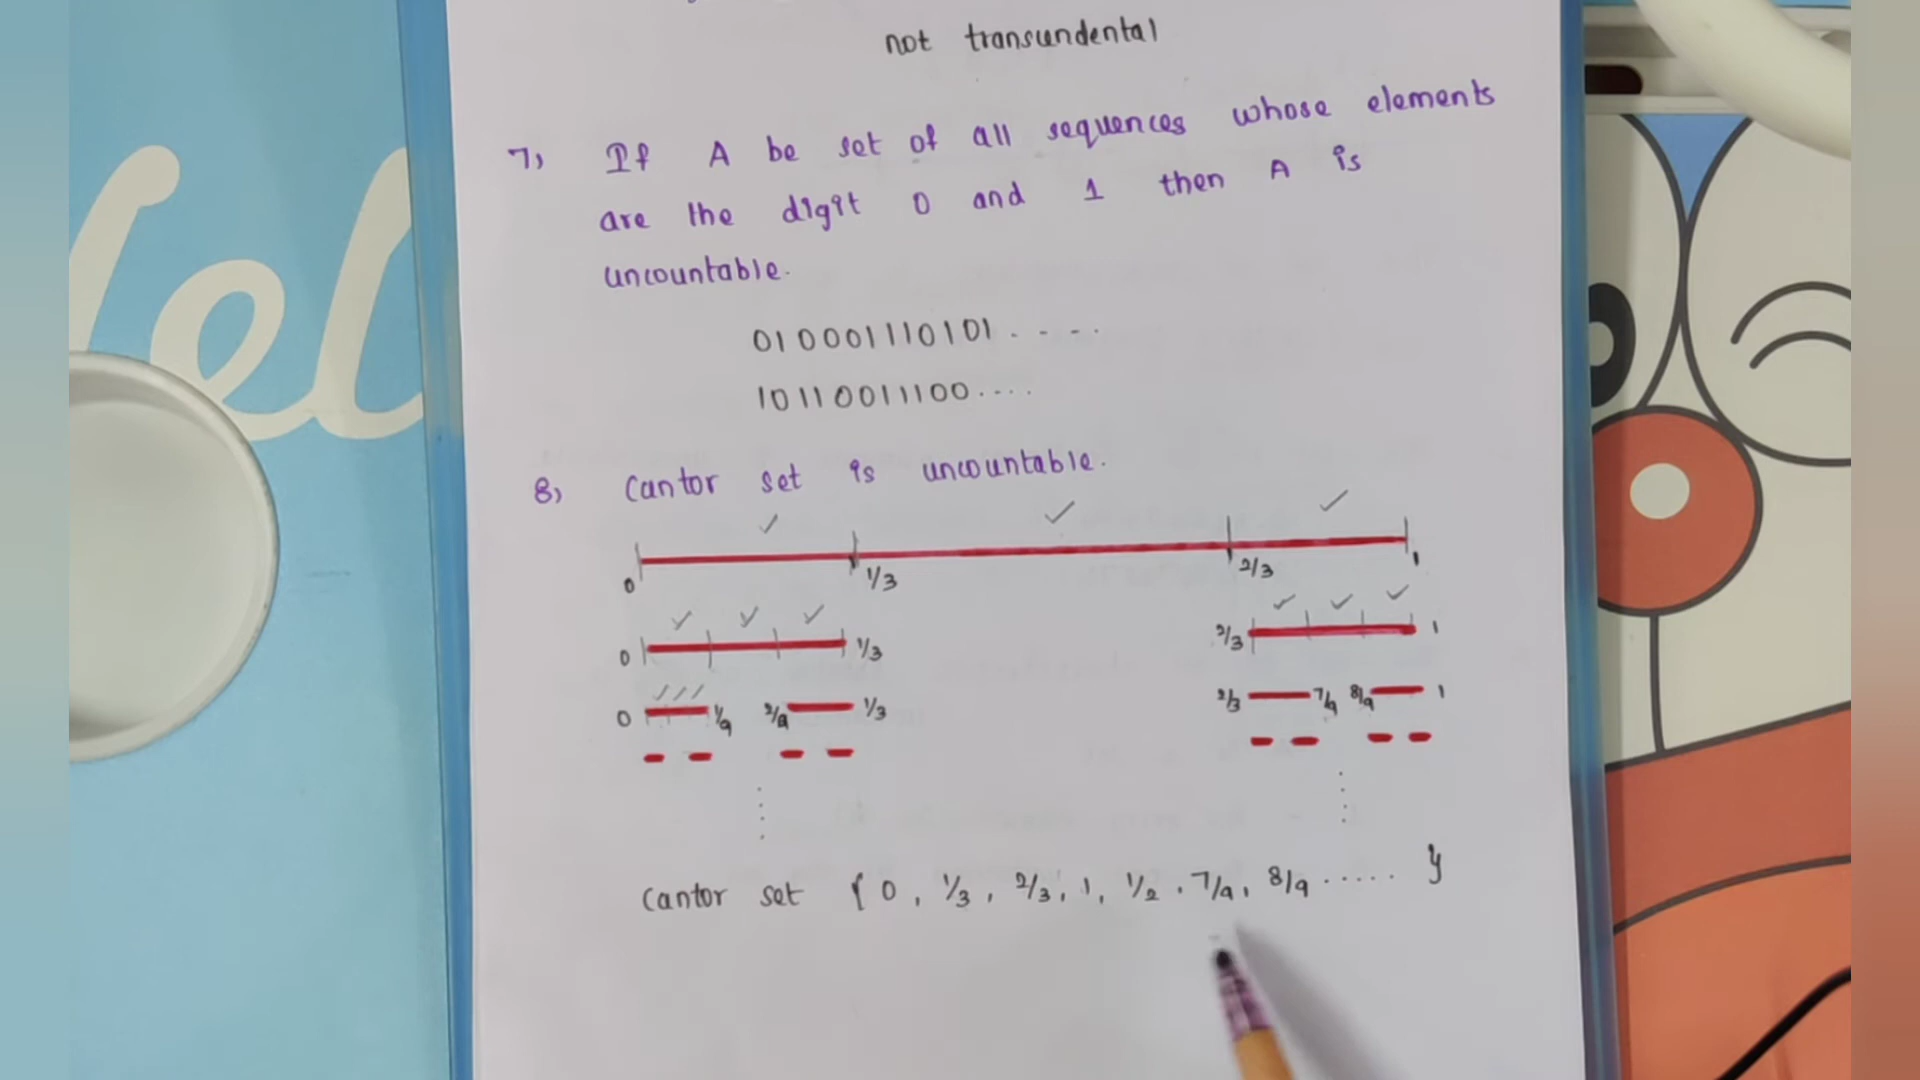 not transcendental
7) If A be set of all sequences whose elements
are the digit 0 and 1 then A is
uncountable.
010001110101.----
10110011100....
8) Cantor set is uncountable.
0 1/3 2/3 1
0 1/3 2/3 1
0 1/9 2/9 1/3 2/3 7/9 8/9 1
Cantor set { 0, 1/3, 2/3, 1, 1/2, 7/9, 8/9 ..... }